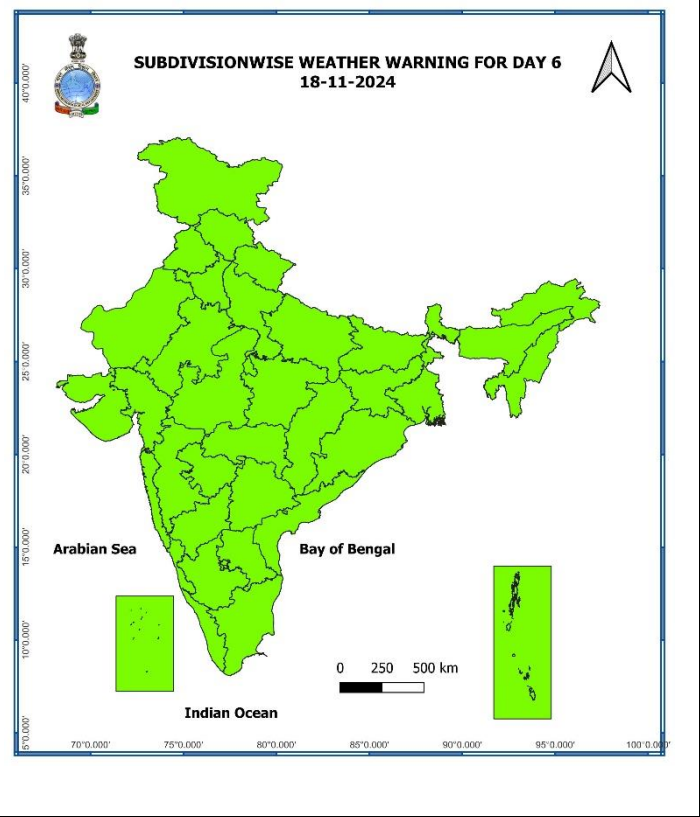 SUBDIVISIONWISE WEATHER WARNING FOR DAY 6
18-11-2024
40°0.000'
35°0.000'
30°0.000'
25°0.000'
20°0.000'
15°0.000'
10°0.000'
5°0.000'
Arabian Sea
Bay of Bengal
0 250 500 km
Indian Ocean
70°0.000' 75°0.000' 80°0.000' 85°0.000' 90°0.000' 95°0.000' 100°0.000'